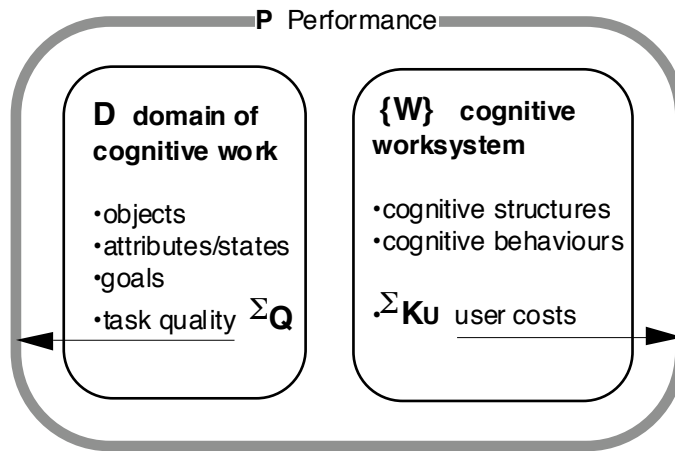 P Performance
D domain of
cognitive work
•objects
•attributes/states
•goals
•task quality ΣQ
{W} cognitive
worksystem
•cognitive structures
•cognitive behaviours
•ΣKU user costs